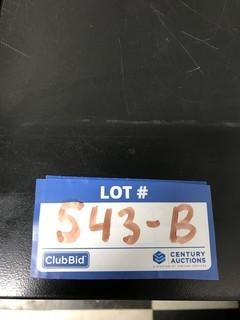 LOT #
543-B
ClubBid
CENTURY
AUCTIONS